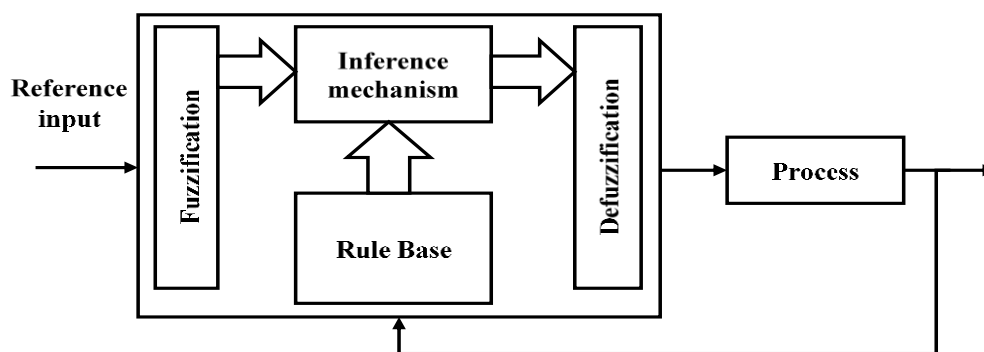 Reference
input
Fuzzification
Inference
mechanism
Rule Base
Defuzzification
Process